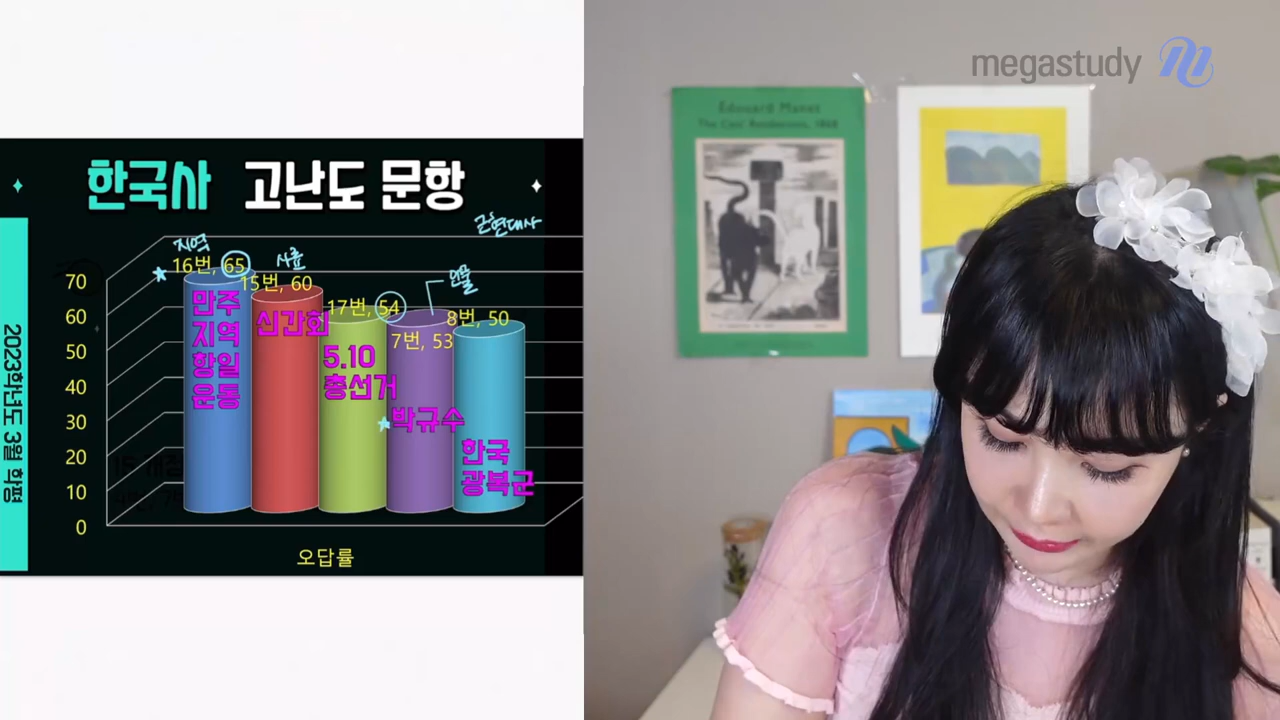 megastudy
Edouard Manet
The Cats' Rendezvous, 1868
한국사 고난도 문항
근현대사
지역
사료
인물
16번, 65
15번, 60
17번, 54
7번, 53
8번, 50
만주
지역
항일
운동
신간회
5.10
총선거
박규수
한국
광복군
70
60
50
40
30
20
10
0
오답률
2023학년도 3월 학평